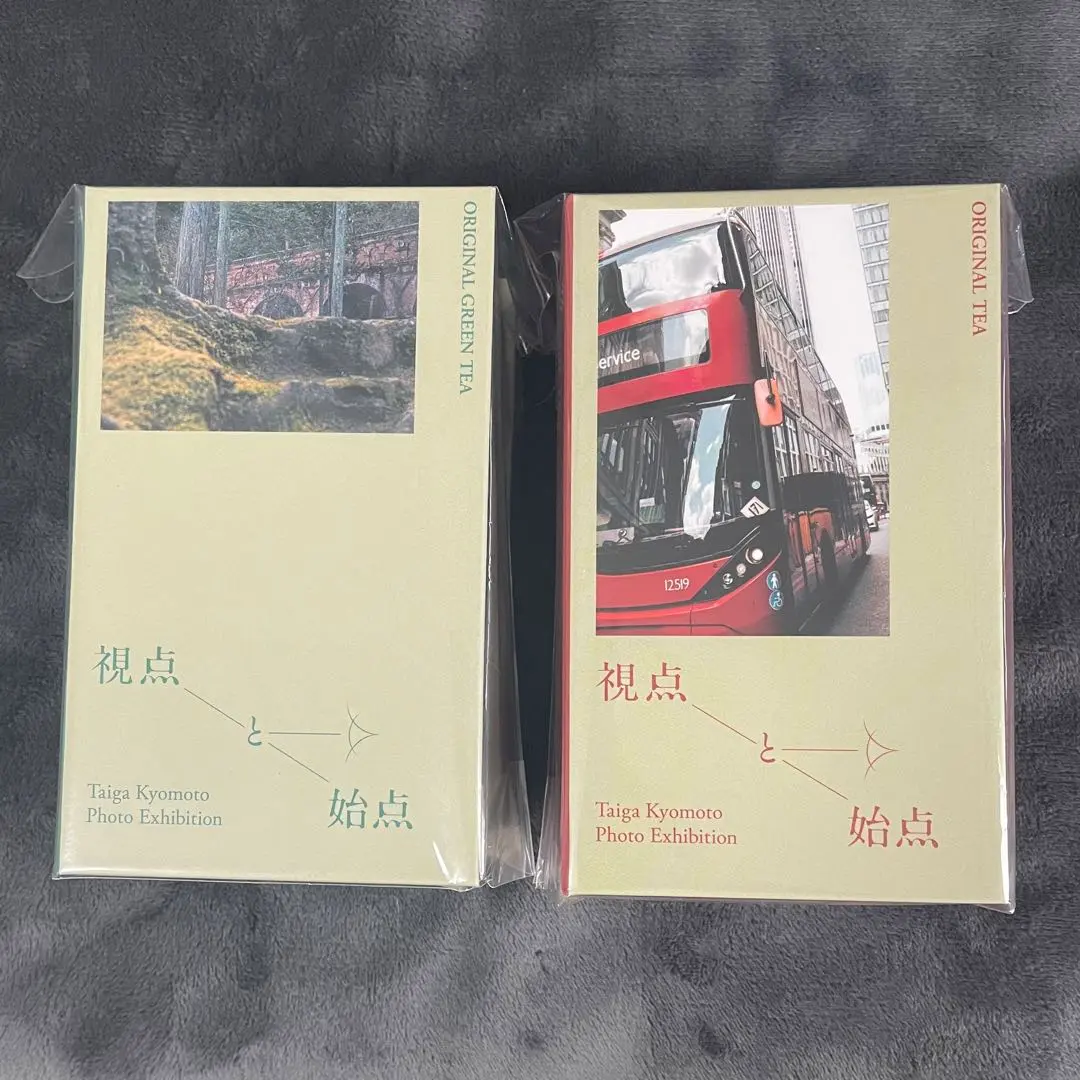 ORIGINAL GREEN TEA
視点
と
始点
Taiga Kyomoto
Photo Exhibition
ORIGINAL TEA
ervice
171
12519
視点
と
始点
Taiga Kyomoto
Photo Exhibition